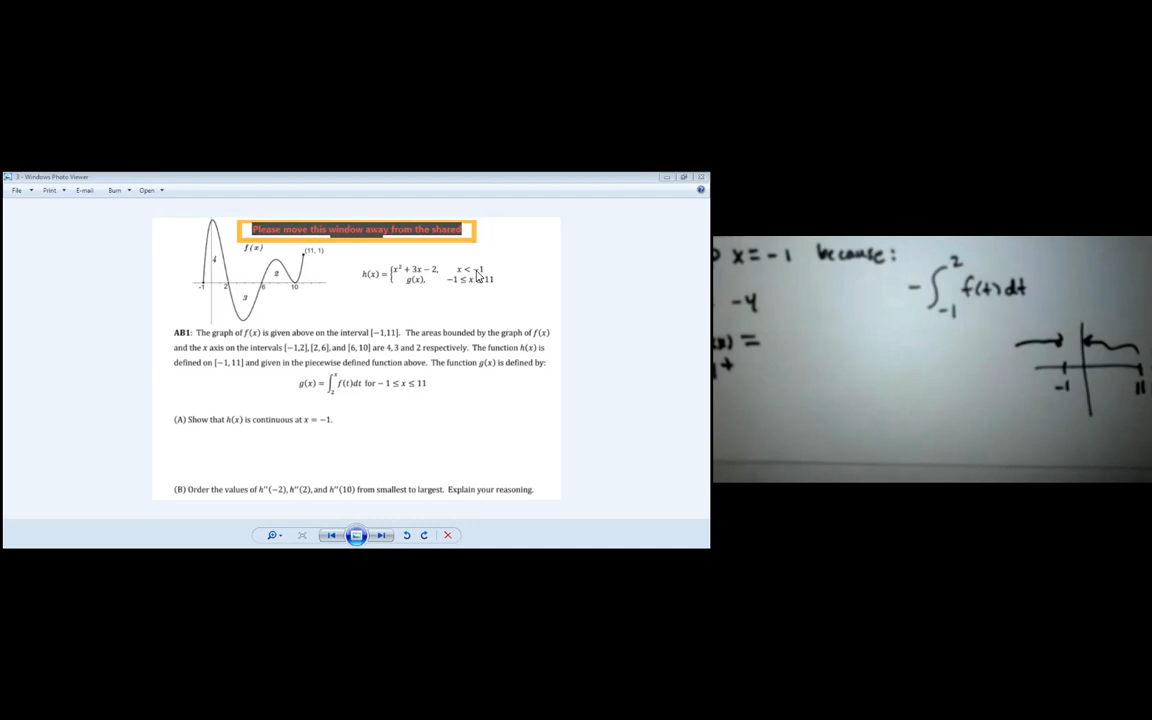 3 - Windows Photo Viewer
File Print E-mail Burn Open
Please move this window away from the shared
f(x)
(11, 1)
4
2
3
-1 2 6 10
h(x) = { x² + 3x − 2, x < −1
g(x), −1 ≤ x 11
AB1: The graph of f(x) is given above on the interval [−1,11]. The areas bounded by the graph of f(x)
and the x axis on the intervals [−1,2], [2, 6], and [6, 10] are 4, 3 and 2 respectively. The function h(x) is
defined on [−1, 11] and given in the piecewise defined function above. The function g(x) is defined by:
g(x) = ∫₂ˣ f(t)dt for − 1 ≤ x ≤ 11
(A) Show that h(x) is continuous at x = −1.
(B) Order the values of h''(−2), h''(2), and h''(10) from smallest to largest. Explain your reasoning.
x = -1 because:
-4
) =
+
- ∫₋₁² f(t)dt
-1 11